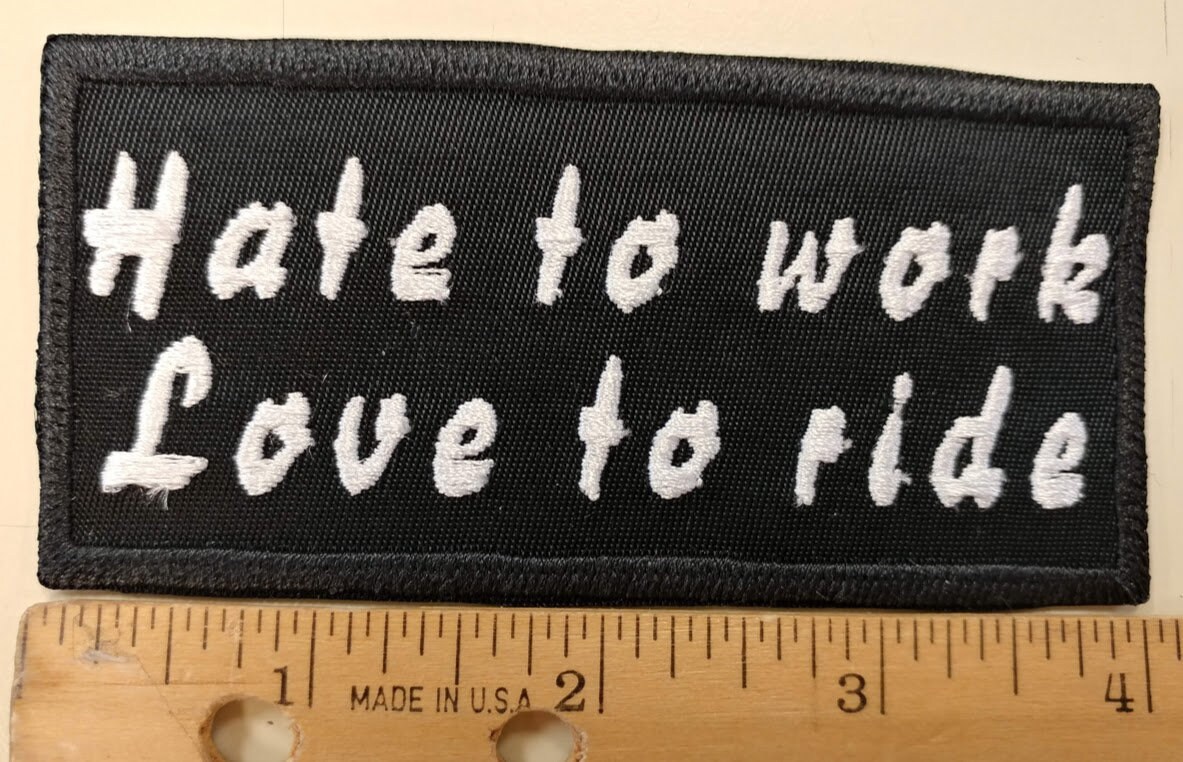 Hate to work
Love to ride
1 MADE IN U.S.A 2 3 4